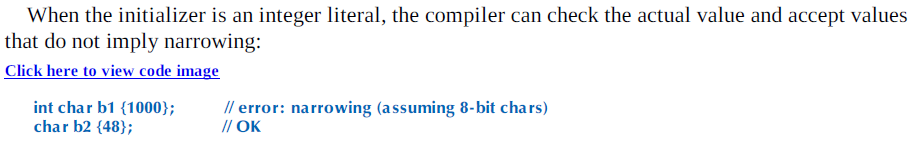 When the initializer is an integer literal, the compiler can check the actual value and accept values
that do not imply narrowing:
Click here to view code image
int char b1 {1000}; // error: narrowing (assuming 8-bit chars)
char b2 {48}; // OK